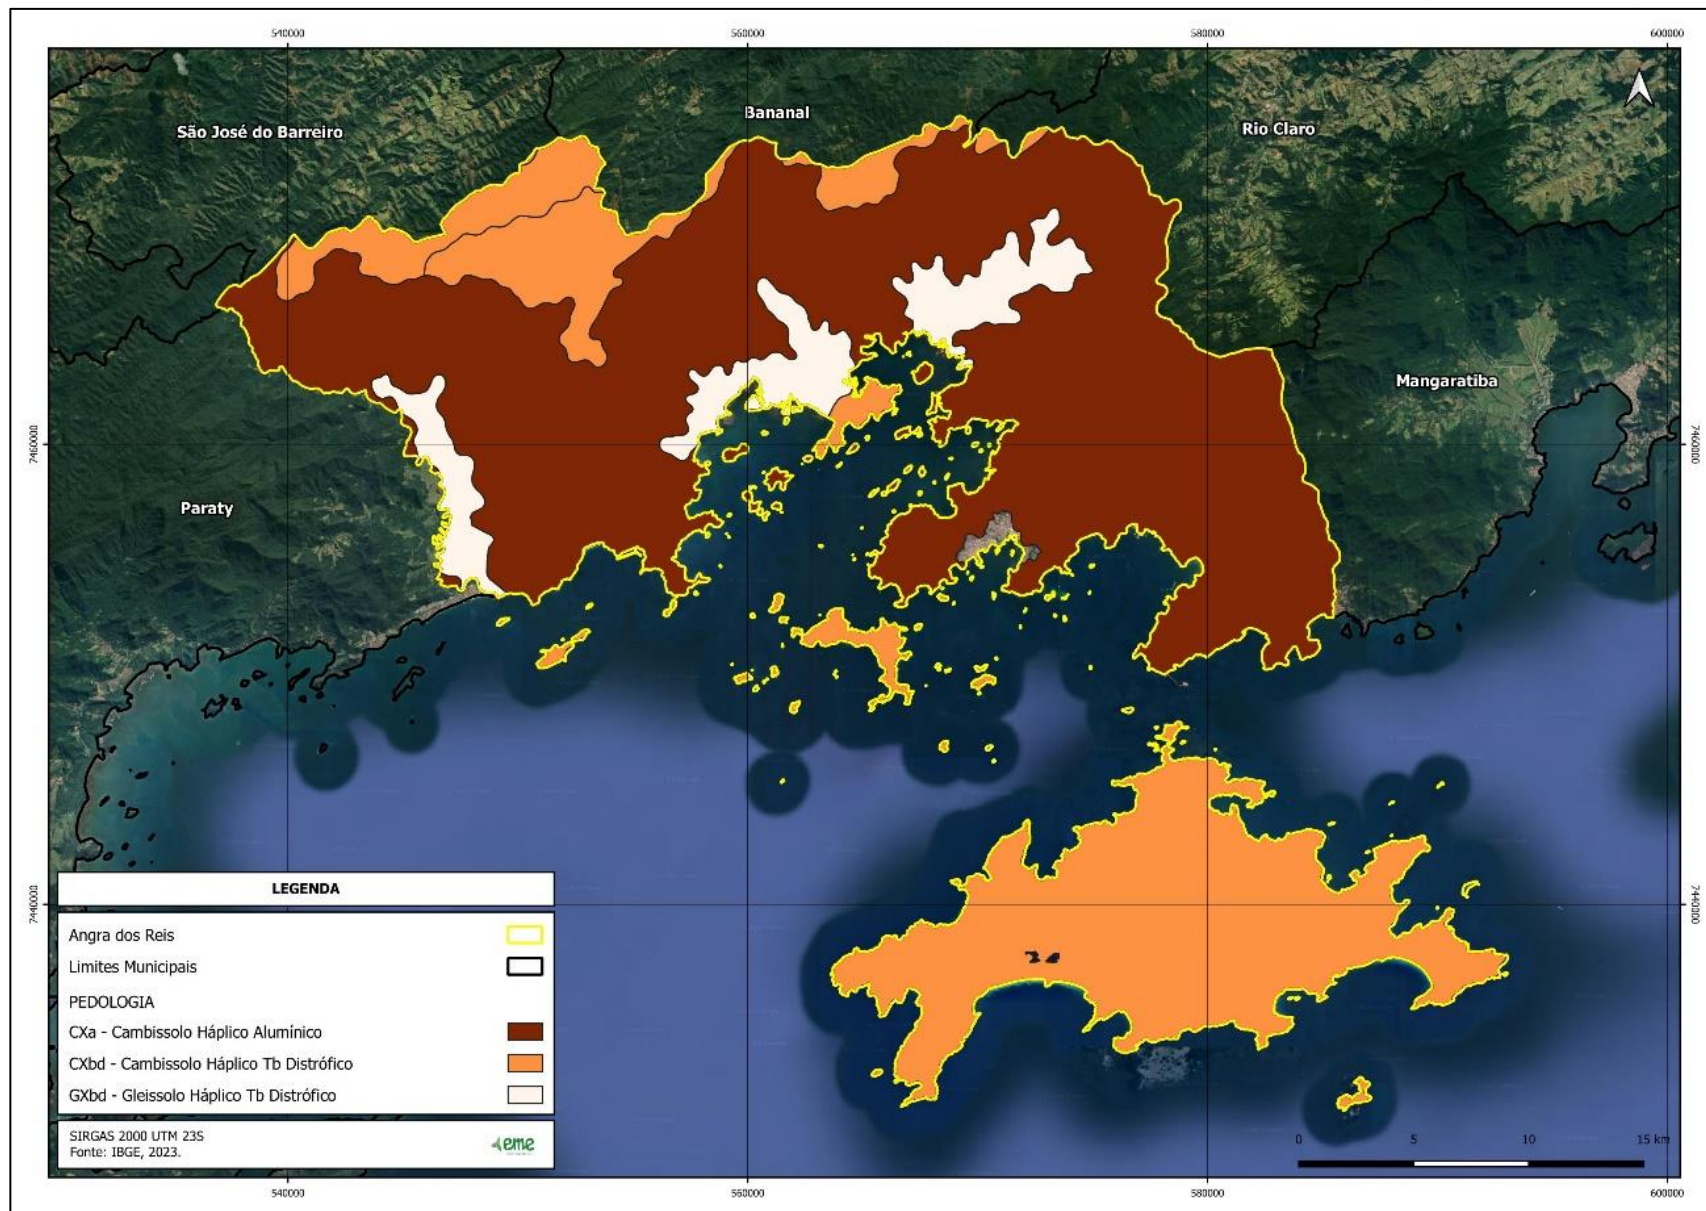 540000 560000 580000 600000
São José do Barreiro
Bananal
Rio Claro
Mangaratiba
Paraty
7460000 7460000
7440000 7440000
LEGENDA
Angra dos Reis
Limites Municipais
PEDOLOGIA
CXa - Cambissolo Háplico Alumínico
CXbd - Cambissolo Háplico Tb Distrófico
GXbd - Gleissolo Háplico Tb Distrófico
SIRGAS 2000 UTM 23S
Fonte: IBGE, 2023.
eme
0 5 10 15 km
540000 560000 580000 600000